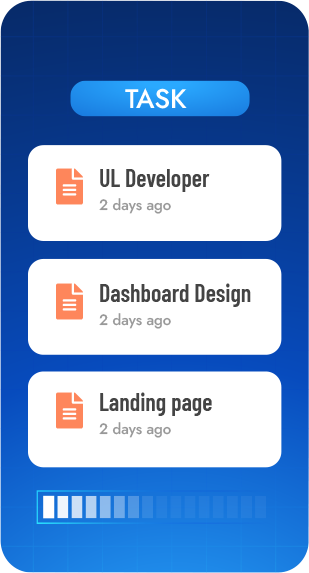 TASK
UL Developer
2 days ago
Dashboard Design
2 days ago
Landing page
2 days ago